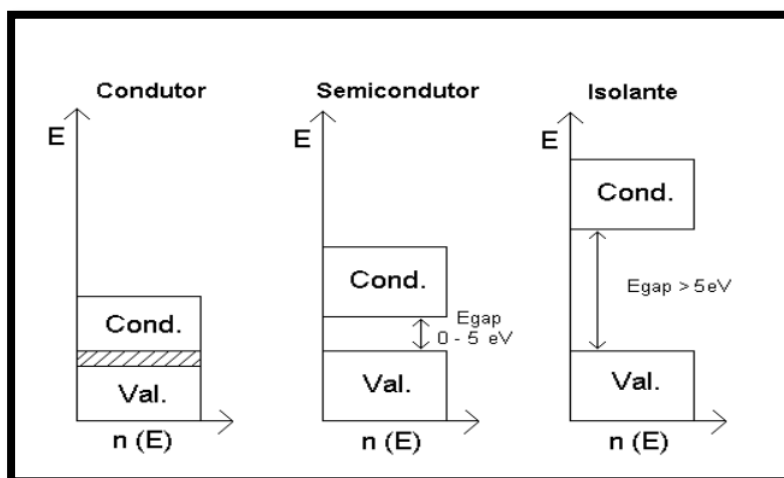 Condutor
E
Cond.
Val.
n (E)
Semicondutor
E
Cond.
Egap
0 - 5 eV
Val.
n (E)
Isolante
E
Cond.
Egap > 5eV
Val.
n (E)